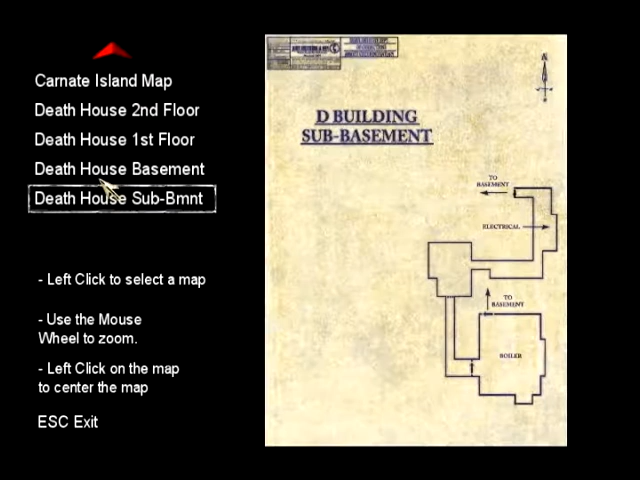 Carnate Island Map
Death House 2nd Floor
Death House 1st Floor
Death House Basement
Death House Sub-Bmnt
- Left Click to select a map
- Use the Mouse
Wheel to zoom.
- Left Click on the map
to center the map
ESC Exit
D BUILDING
SUB-BASEMENT
TO
BASEMENT
ELECTRICAL
TO
BASEMENT
BOILER